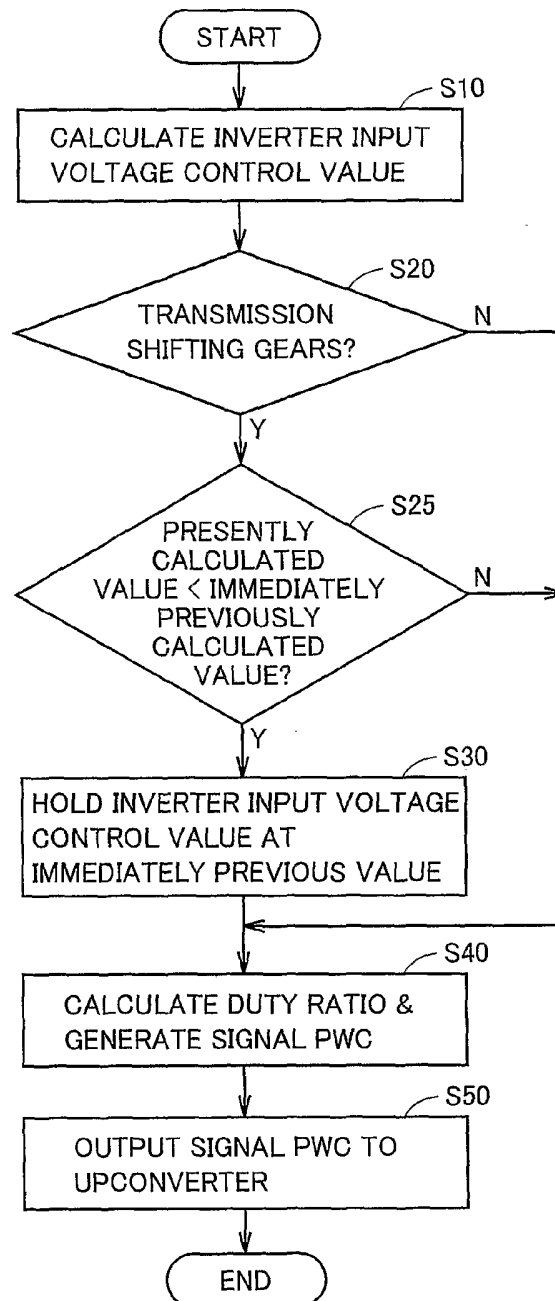 START
S10
CALCULATE INVERTER INPUT
VOLTAGE CONTROL VALUE
S20
TRANSMISSION
SHIFTING GEARS?
N
Y
S25
PRESENTLY
CALCULATED
VALUE < IMMEDIATELY
PREVIOUSLY
CALCULATED
VALUE?
N
Y
S30
HOLD INVERTER INPUT VOLTAGE
CONTROL VALUE AT
IMMEDIATELY PREVIOUS VALUE
S40
CALCULATE DUTY RATIO &
GENERATE SIGNAL PWC
S50
OUTPUT SIGNAL PWC TO
UPCONVERTER
END